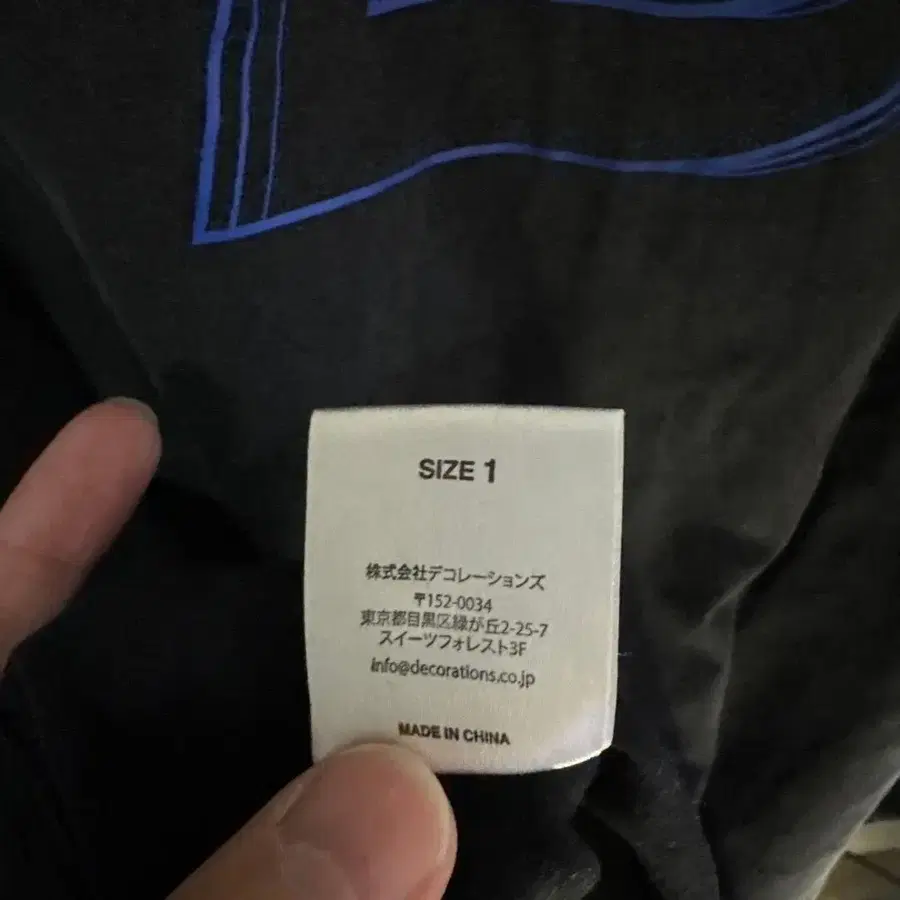 SIZE 1
株式会社デコレーションズ
〒152-0034
東京都目黒区緑が丘2-25-7
スイーツフォレスト3F
info@decorations.co.jp
MADE IN CHINA